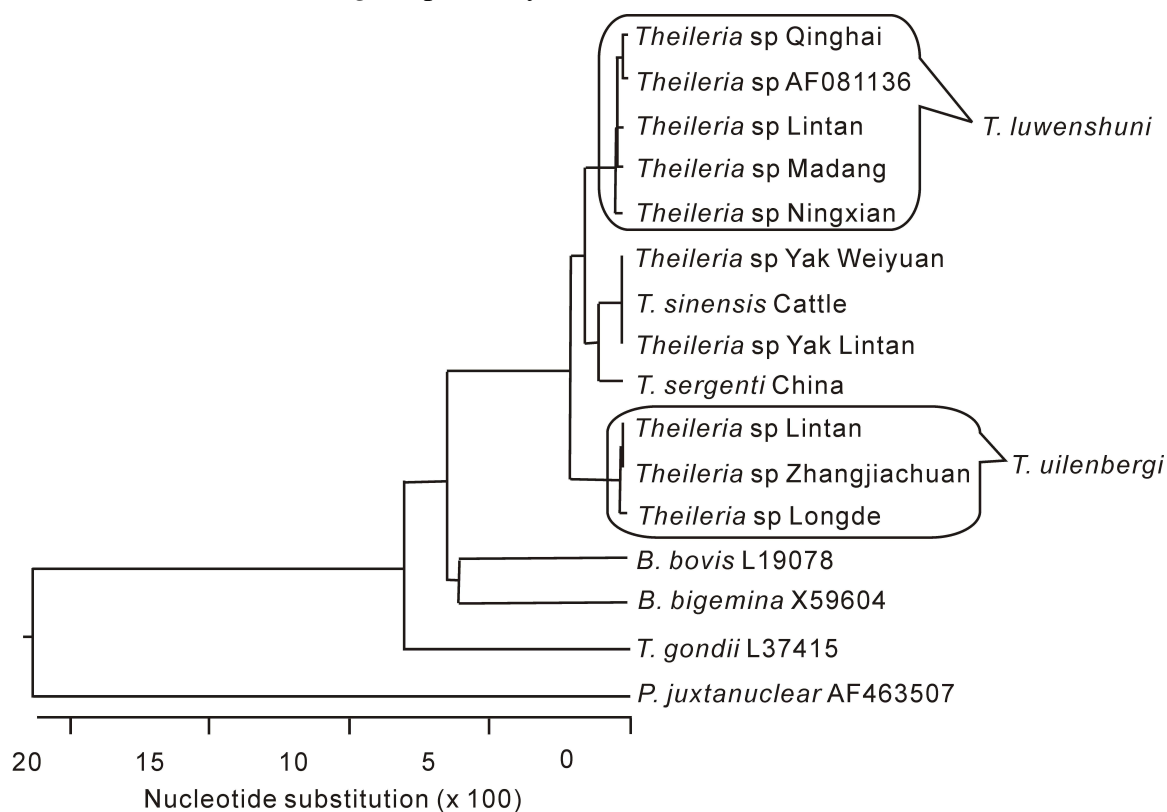 Theileria sp Qinghai
Theileria sp AF081136
T. luwenshuni
Theileria sp Lintan
Theileria sp Madang
Theileria sp Ningxian
Theileria sp Yak Weiyuan
T. sinensis Cattle
Theileria sp Yak Lintan
T. sergenti China
Theileria sp Lintan
T. uilenbergi
Theileria sp Zhangjiachuan
Theileria sp Longde
B. bovis L19078
B. bigemina X59604
T. gondii L37415
P. juxtanuclear AF463507
20 15 10 5 0
Nucleotide substitution (x 100)